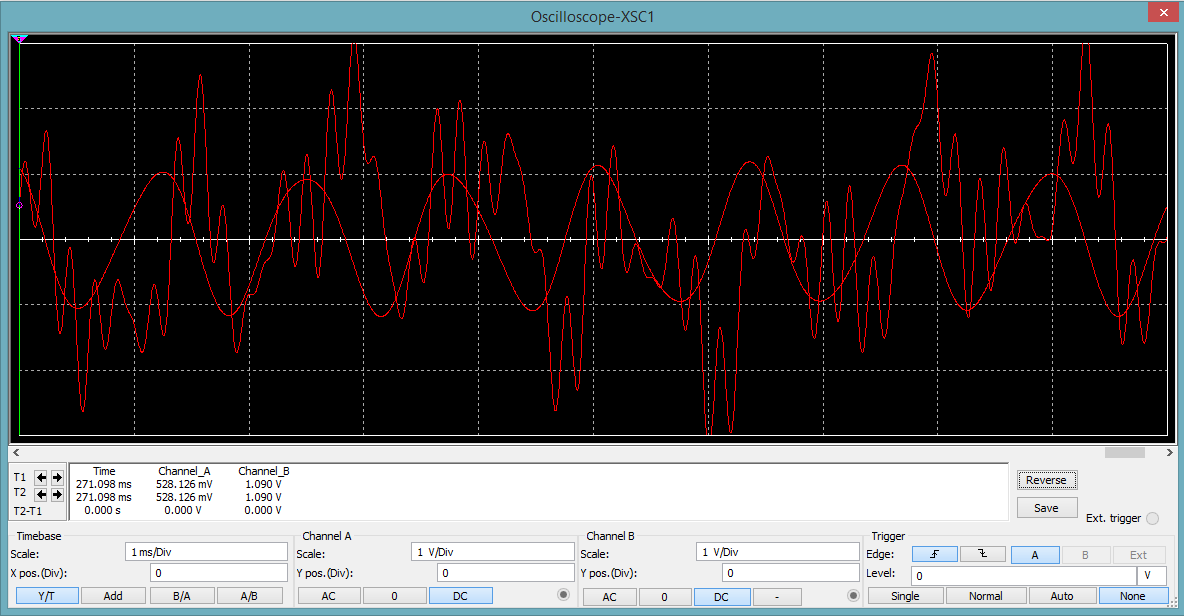 Oscilloscope-XSC1
T1
T2
T2-T1
Time Channel_A Channel_B
271.098 ms 528.126 mV 1.090 V
271.098 ms 528.126 mV 1.090 V
0.000 s 0.000 V 0.000 V
Reverse
Save
Ext. trigger
Timebase
Scale: 1 ms/Div
X pos.(Div): 0
Y/T Add B/A A/B
Channel A
Scale: 1 V/Div
Y pos.(Div): 0
AC 0 DC
Channel B
Scale: 1 V/Div
Y pos.(Div): 0
AC 0 DC -
Trigger
Edge: A B Ext
Level: 0 V
Single Normal Auto None